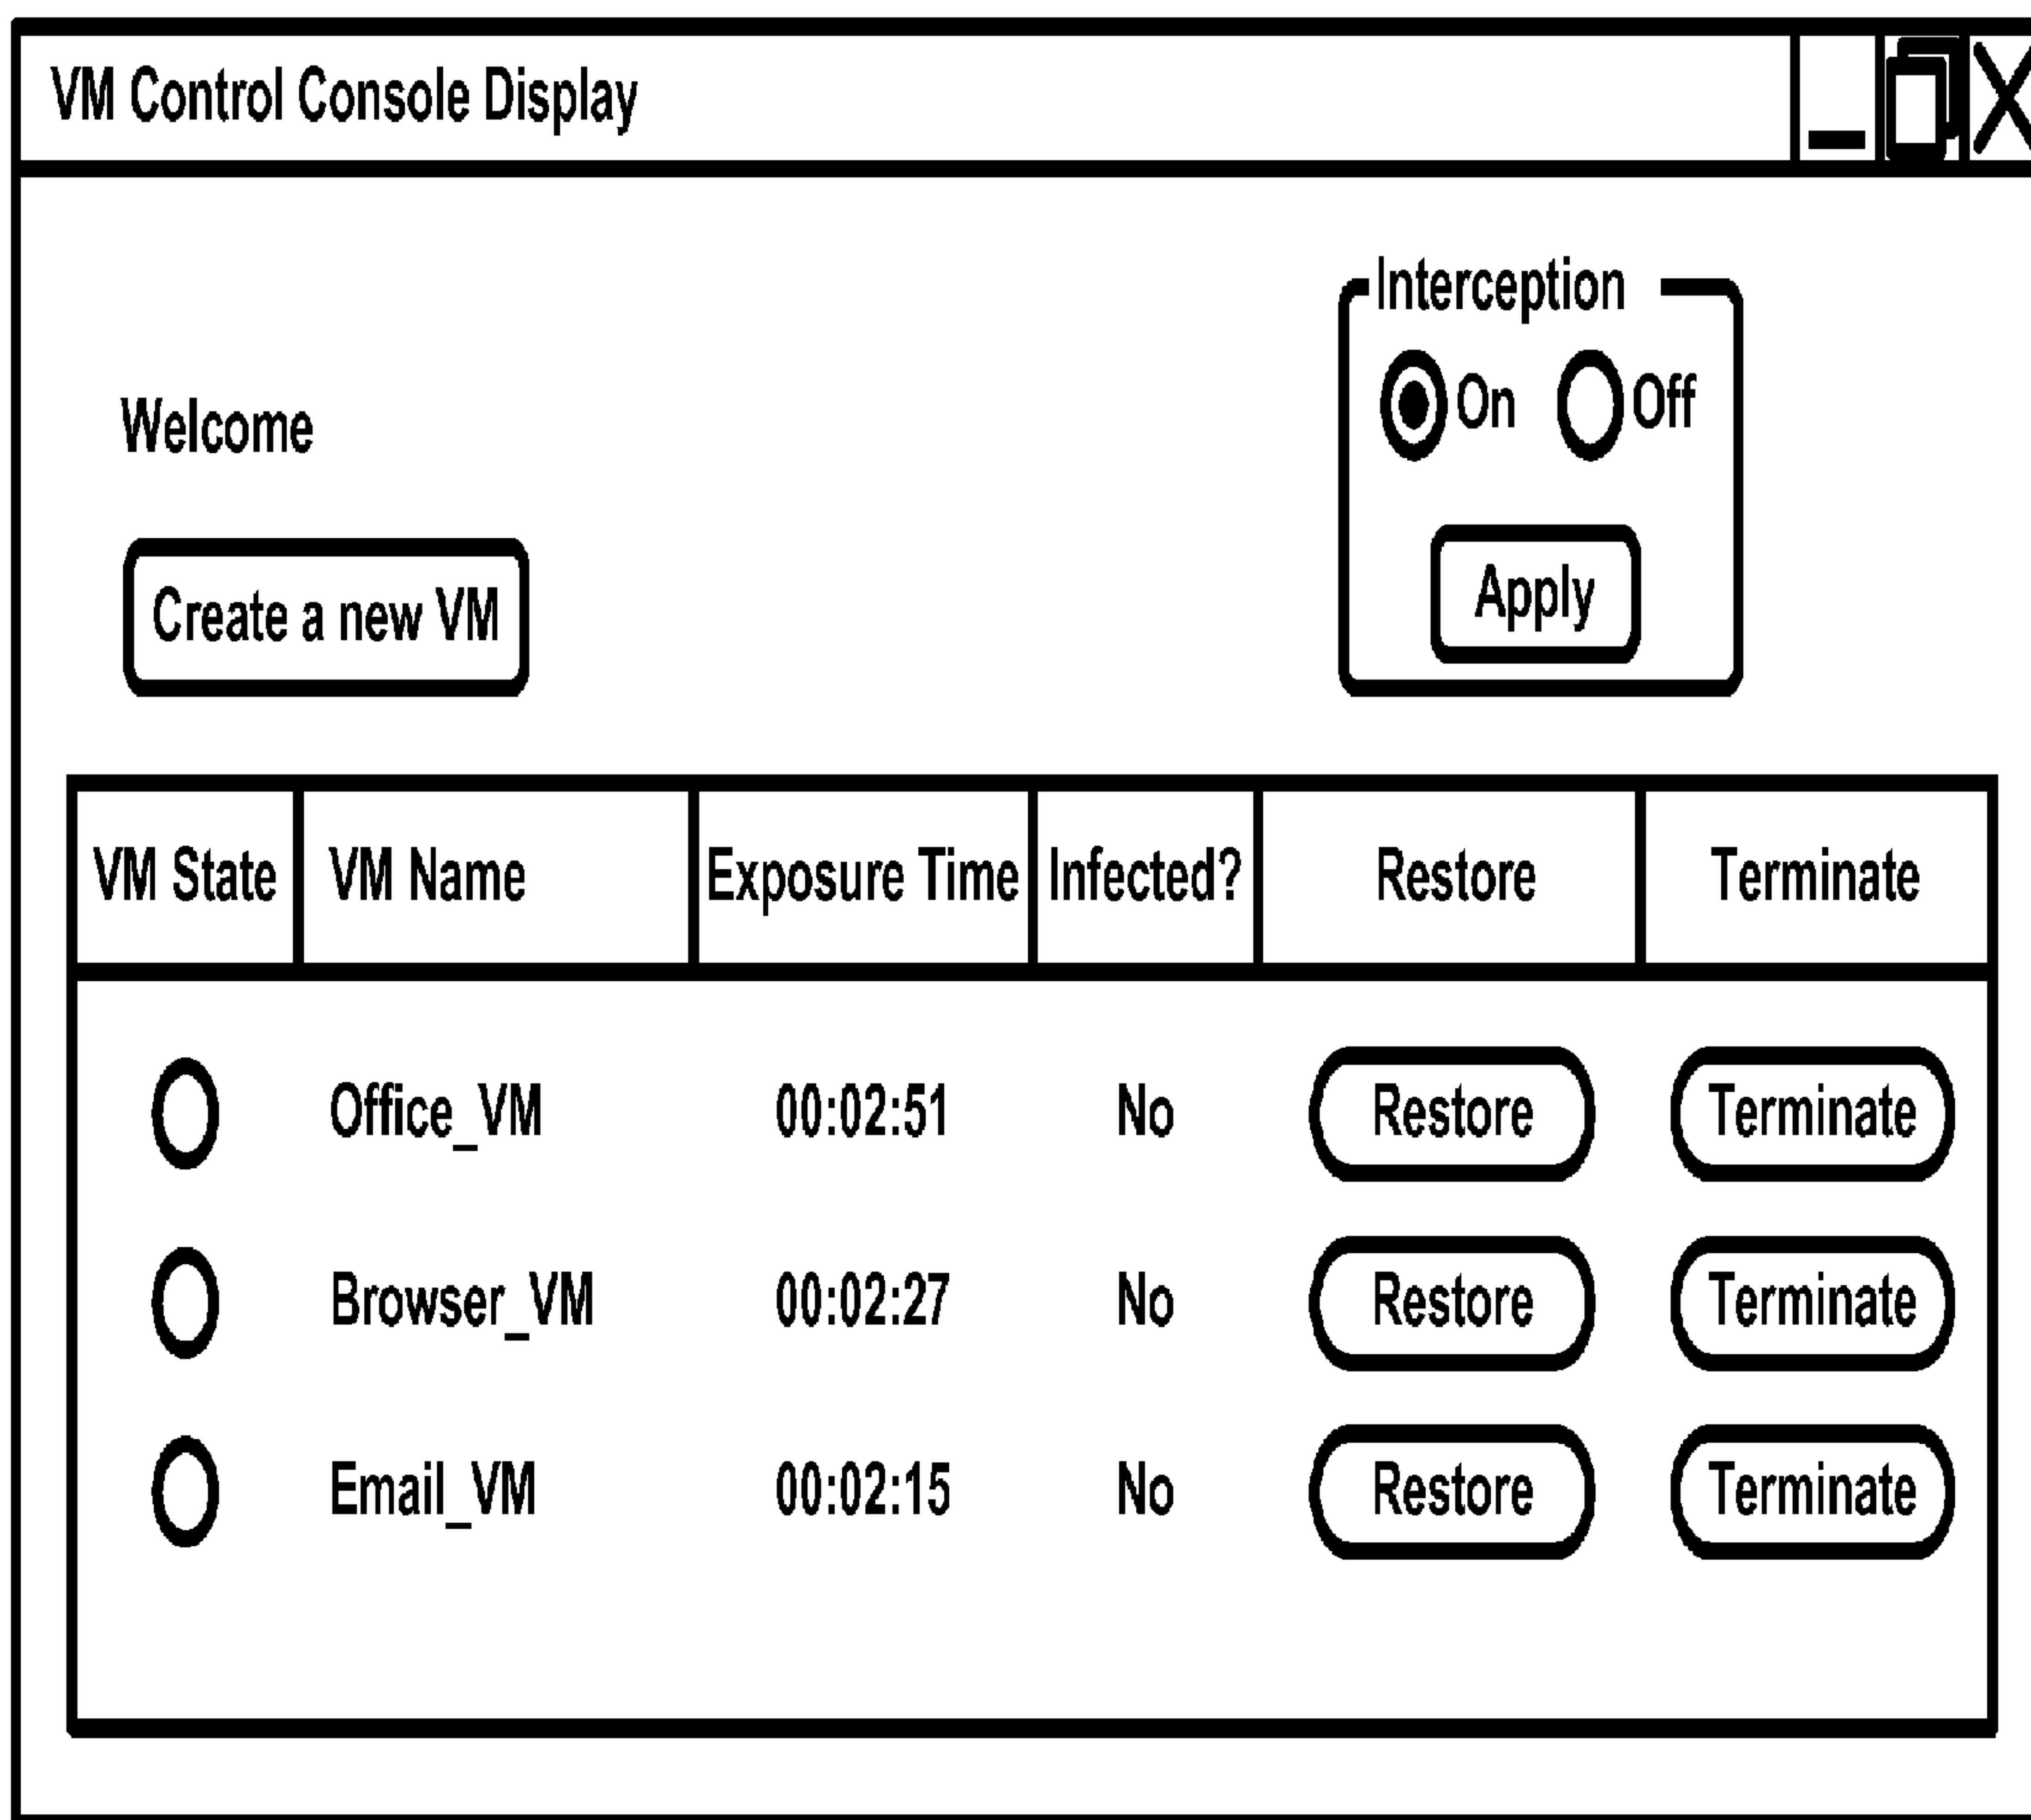 VM Control Console Display
Interception
On Off
Welcome
Apply
Create a new VM
VM State VM Name Exposure Time Infected? Restore Terminate
Office_VM 00:02:51 No Restore Terminate
Browser_VM 00:02:27 No Restore Terminate
Email_VM 00:02:15 No Restore Terminate